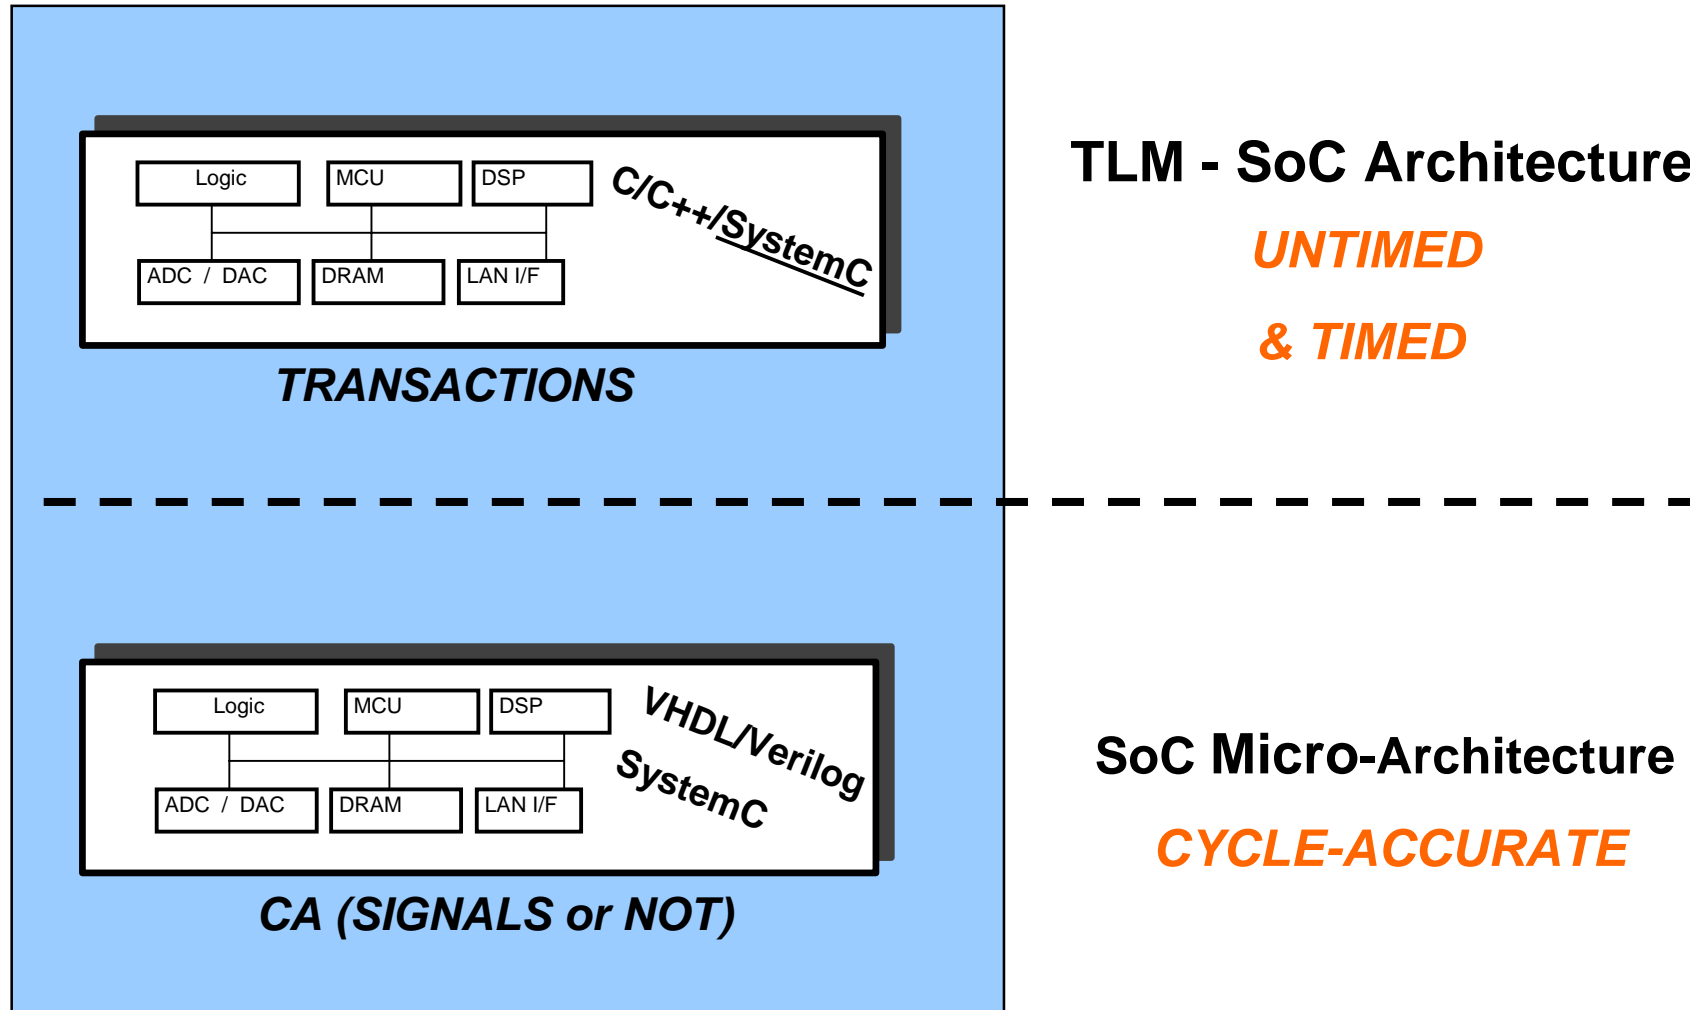 Logic MCU DSP
C/C++/SystemC
ADC / DAC DRAM LAN I/F
TRANSACTIONS
TLM - SoC Architecture
UNTIMED
& TIMED
Logic MCU DSP
VHDL/Verilog
SystemC
ADC / DAC DRAM LAN I/F
CA (SIGNALS or NOT)
SoC Micro-Architecture
CYCLE-ACCURATE